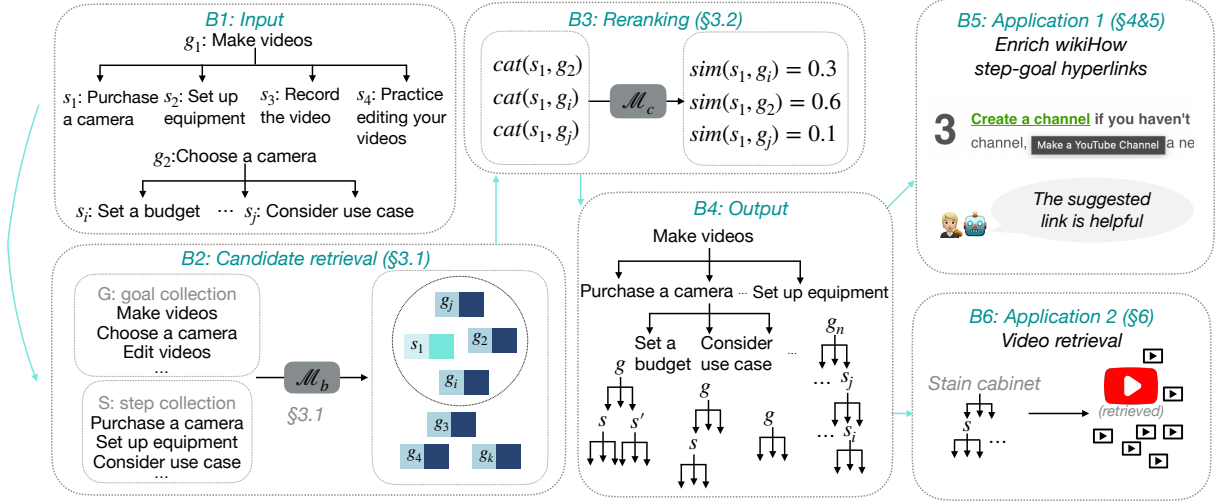 B1: Input
g₁: Make videos
s₁: Purchase a camera
s₂: Set up equipment
s₃: Record the video
s₄: Practice editing your videos
g₂:Choose a camera
sᵢ: Set a budget
⋯
sⱼ: Consider use case
B2: Candidate retrieval (§3.1)
G: goal collection
Make videos
Choose a camera
Edit videos
...
S: step collection
Purchase a camera
Set up equipment
Consider use case
...
ℳ_b
§3.1
gⱼ
s₁
g₂
gᵢ
g₃
g₄
g_k
B3: Reranking (§3.2)
cat(s₁, g₂)
cat(s₁, gᵢ)
cat(s₁, gⱼ)
ℳ_c
sim(s₁, gᵢ) = 0.3
sim(s₁, g₂) = 0.6
sim(s₁, gⱼ) = 0.1
B4: Output
Make videos
Purchase a camera ... Set up equipment
Set a budget
Consider use case
...
gₙ
... sⱼ
... sᵢ
g
s s′
g
s
g
B5: Application 1 (§4&5)
Enrich wikiHow
step-goal hyperlinks
3 Create a channel if you haven't
channel, Make a YouTube Channel a ne
The suggested
link is helpful
B6: Application 2 (§6)
Video retrieval
Stain cabinet
s
...
(retrieved)